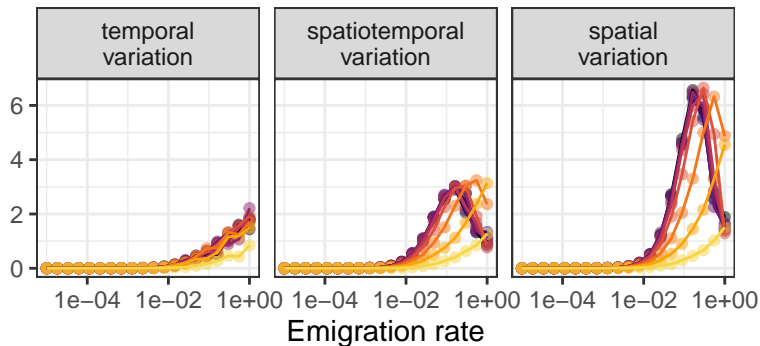 temporal
variation
spatiotemporal
variation
spatial
variation
6
4
2
0
1e−04 1e−02 1e+00 1e−04 1e−02 1e+00 1e−04 1e−02 1e+00
Emigration rate